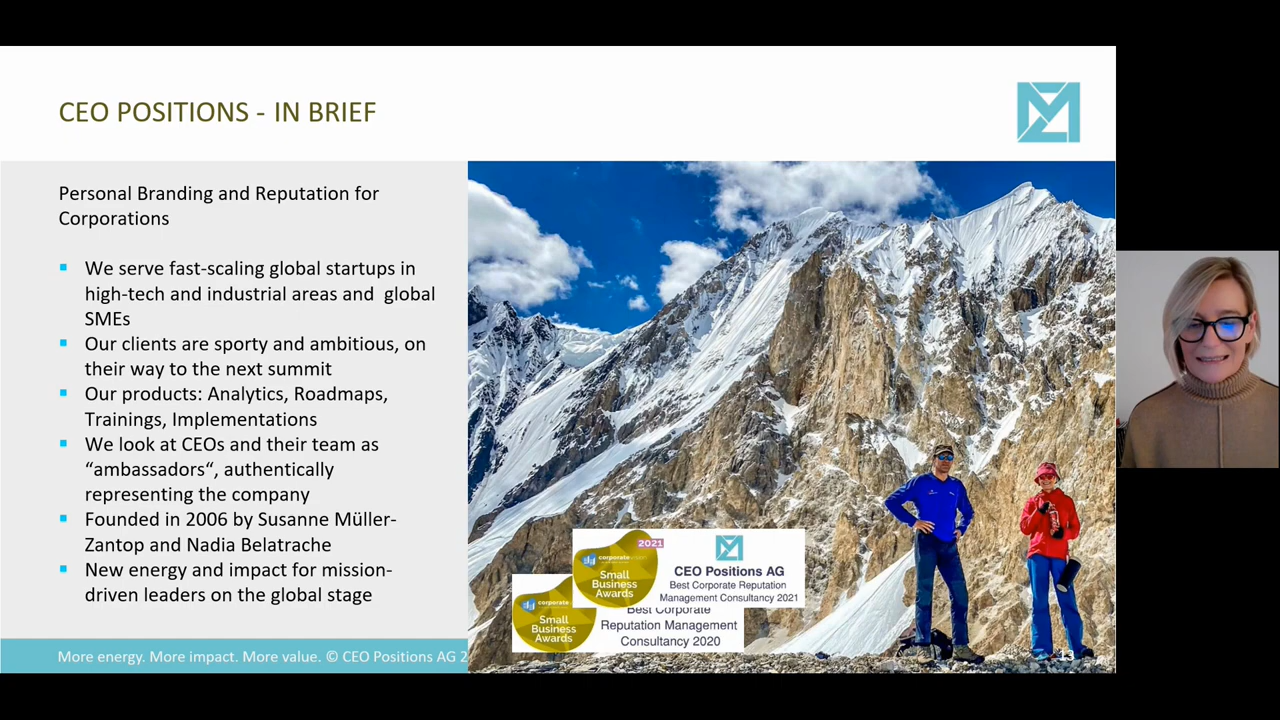 CEO POSITIONS - IN BRIEF
Personal Branding and Reputation for
Corporations
We serve fast-scaling global startups in
high-tech and industrial areas and global
SMEs
Our clients are sporty and ambitious, on
their way to the next summit
Our products: Analytics, Roadmaps,
Trainings, Implementations
We look at CEOs and their team as
“ambassadors“, authentically
representing the company
Founded in 2006 by Susanne Müller-
Zantop and Nadia Belatrache
New energy and impact for mission-
driven leaders on the global stage
2021
corporate
Small
Business
Awards
CEO Positions AG
Best Corporate Reputation
Management Consultancy 2021
corporate
Small
Business
Awards
Best Corporate
Reputation Management
Consultancy 2020
More energy. More impact. More value. © CEO Positions AG 2
13